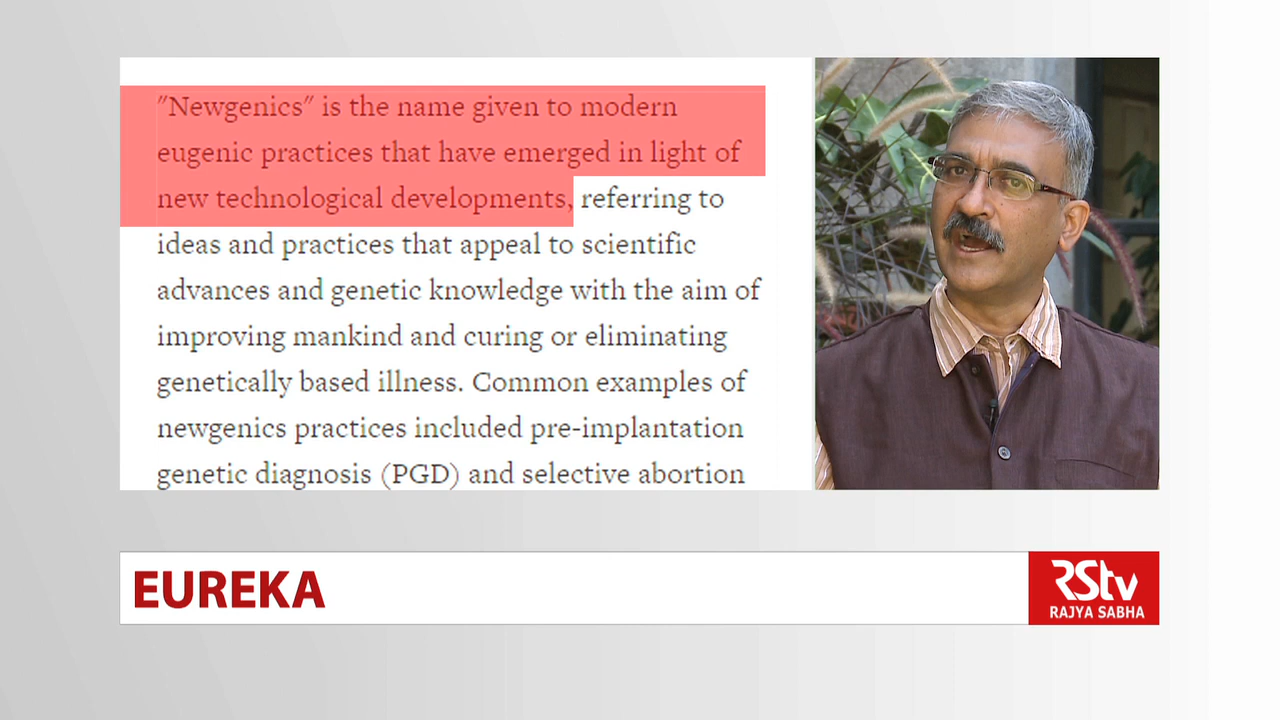 "Newgenics" is the name given to modern
eugenic practices that have emerged in light of
new technological developments, referring to
ideas and practices that appeal to scientific
advances and genetic knowledge with the aim of
improving mankind and curing or eliminating
genetically based illness. Common examples of
newgenics practices included pre-implantation
genetic diagnosis (PGD) and selective abortion
EUREKA
RStv
RAJYA SABHA